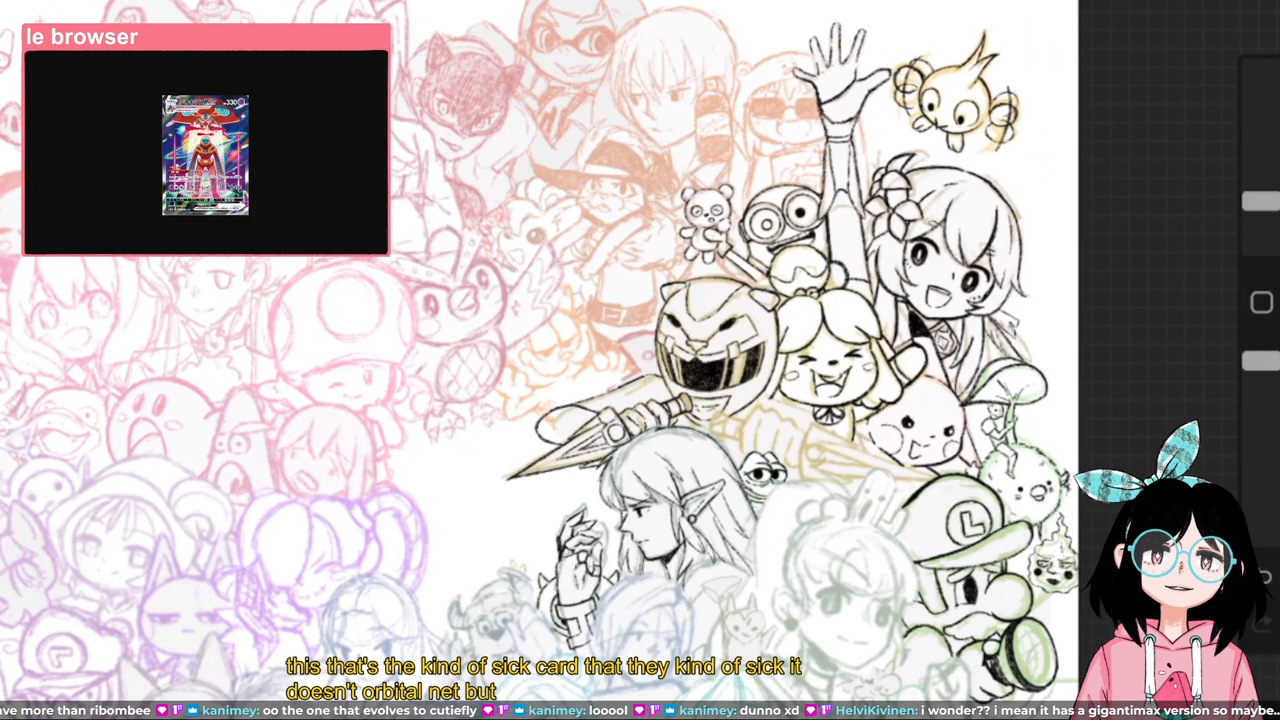 le browser
330
L
L
this that's the kind of sick card that they kind of sick it
doesn't orbital net but
ave more than ribombee 1 kanimey: oo the one that evolves to cutiefly 1 kanimey: looool 1 kanimey: dunno xd 1 HelviKivinen: i wonder?? i mean it has a gigantimax version so maybe.